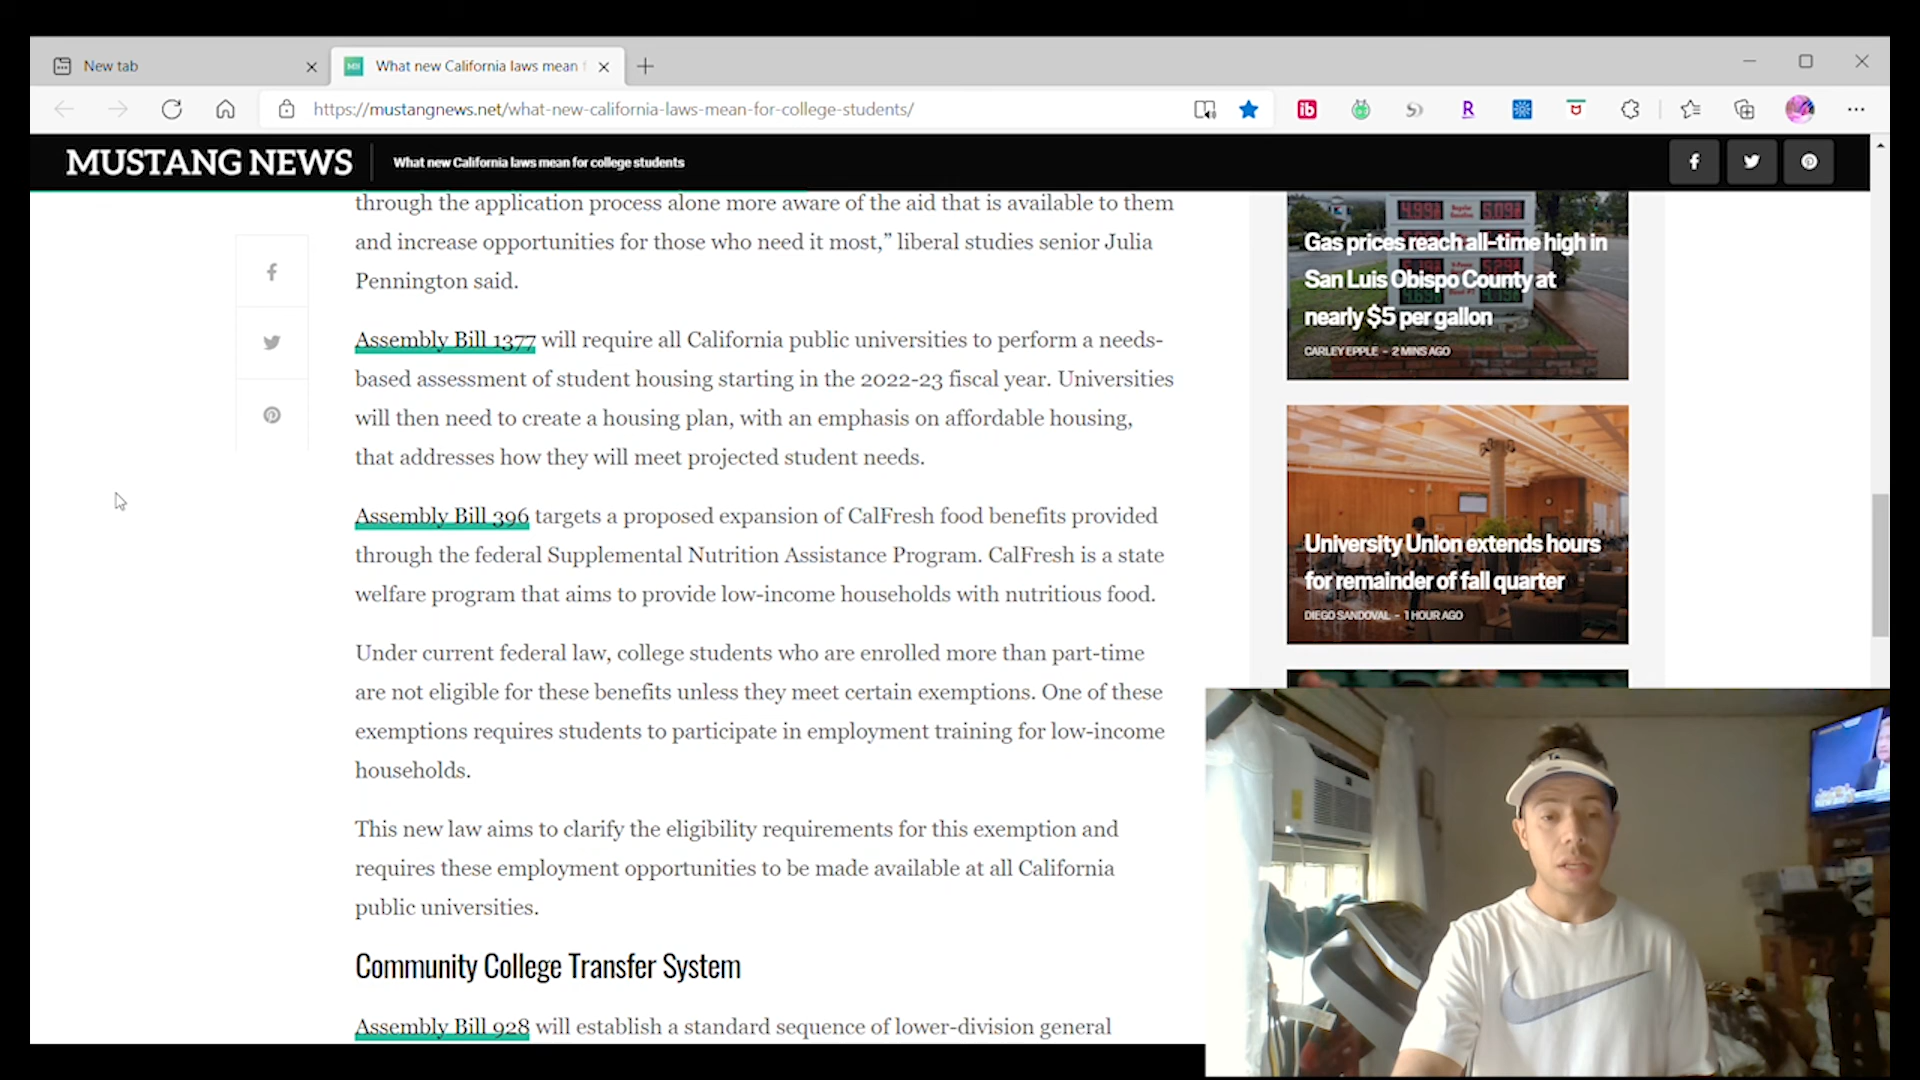 New tab
What new California laws mean
https://mustangnews.net/what-new-california-laws-mean-for-college-students/
MUSTANG NEWS
What new California laws mean for college students
through the application process alone more aware of the aid that is available to them
and increase opportunities for those who need it most,” liberal studies senior Julia
Pennington said.
Assembly Bill 1377 will require all California public universities to perform a needs-
based assessment of student housing starting in the 2022-23 fiscal year. Universities
will then need to create a housing plan, with an emphasis on affordable housing,
that addresses how they will meet projected student needs.
Assembly Bill 396 targets a proposed expansion of CalFresh food benefits provided
through the federal Supplemental Nutrition Assistance Program. CalFresh is a state
welfare program that aims to provide low-income households with nutritious food.
Under current federal law, college students who are enrolled more than part-time
are not eligible for these benefits unless they meet certain exemptions. One of these
exemptions requires students to participate in employment training for low-income
households.
This new law aims to clarify the eligibility requirements for this exemption and
requires these employment opportunities to be made available at all California
public universities.
Community College Transfer System
Assembly Bill 928 will establish a standard sequence of lower-division general
Gas prices reach all-time high in
San Luis Obispo County at
nearly $5 per gallon
CARLEY EPPLE - 2 MINS AGO
University Union extends hours
for remainder of fall quarter
DIEGO SANDOVAL - 1 HOUR AGO